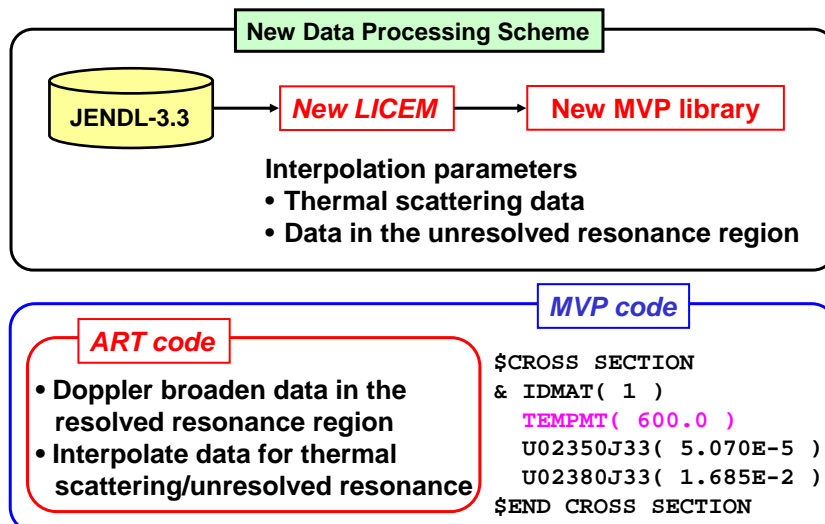 New Data Processing Scheme
JENDL-3.3
New LICEM
New MVP library
Interpolation parameters
• Thermal scattering data
• Data in the unresolved resonance region
MVP code
ART code
• Doppler broaden data in the
resolved resonance region
• Interpolate data for thermal
scattering/unresolved resonance
$CROSS SECTION
& IDMAT( 1 )
TEMPMT( 600.0 )
U02350J33( 5.070E-5 )
U02380J33( 1.685E-2 )
$END CROSS SECTION